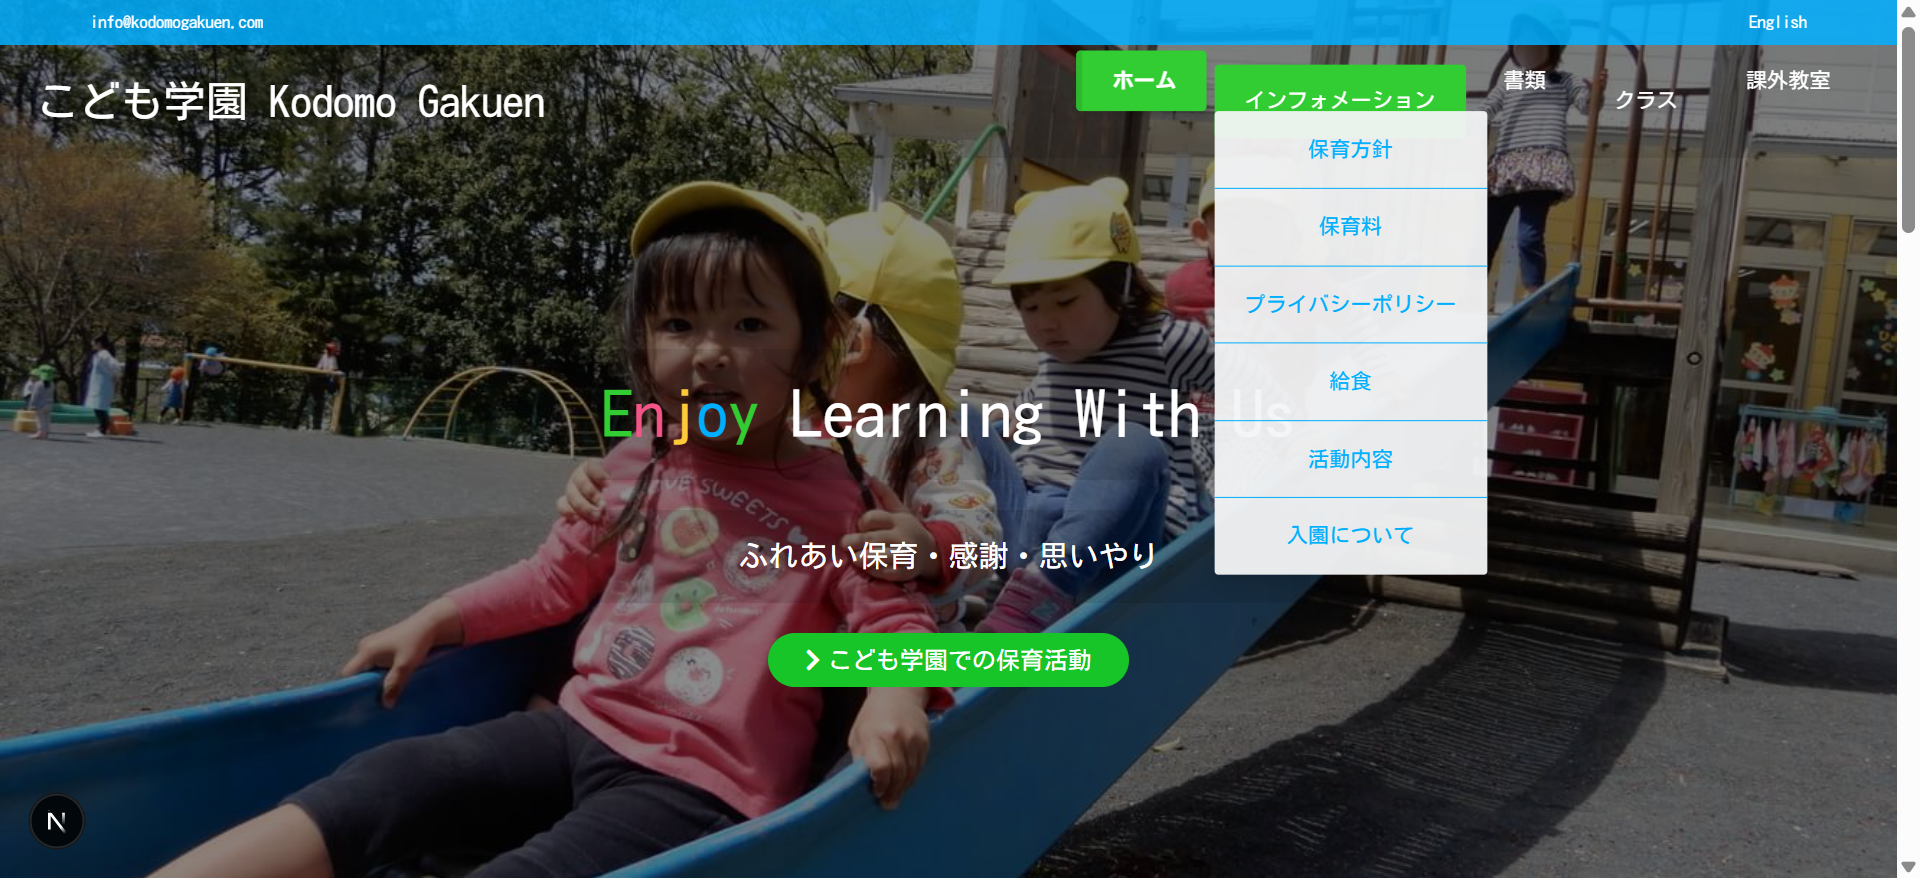 info@kodomogakuen.com
English
こども学園 Kodomo Gakuen
ホーム
インフォメーション
書類
クラス
課外教室
保育方針
保育料
プライバシーポリシー
給食
活動内容
入園について
Enjoy Learning With Us
LOVE SWEETS
ふれあい保育・感謝・思いやり
こども学園での保育活動
N